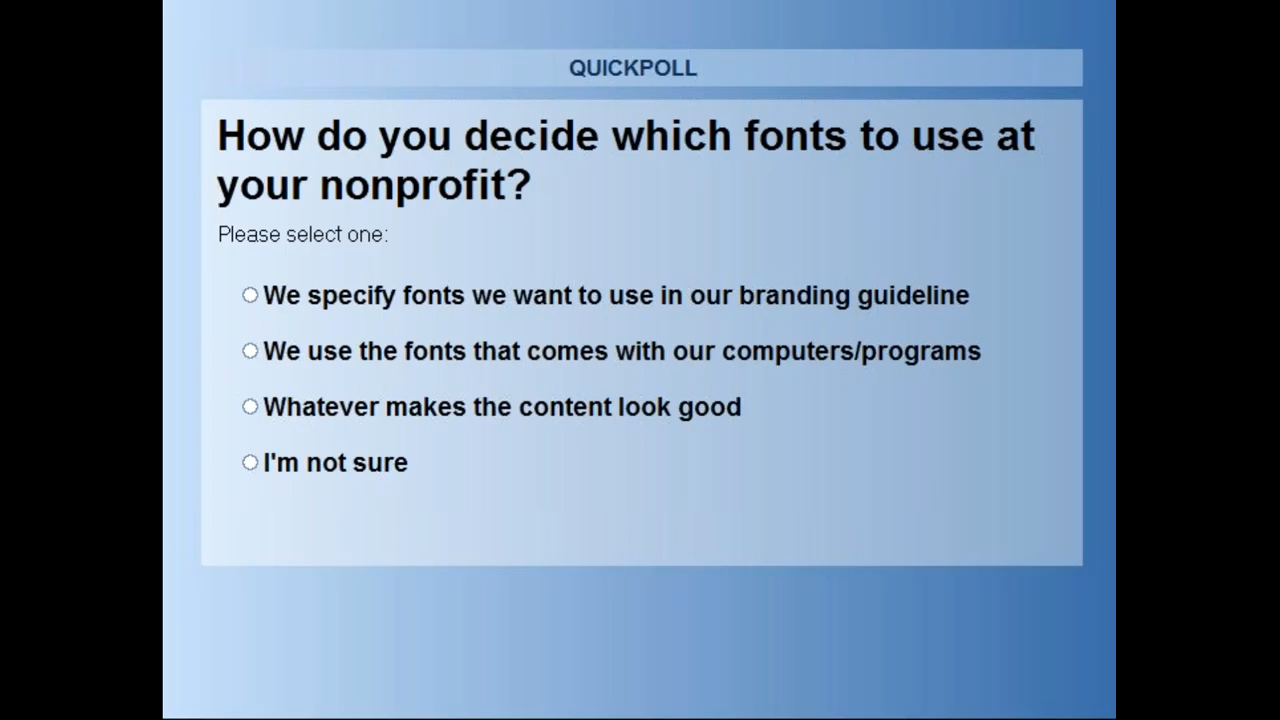 QUICKPOLL
How do you decide which fonts to use at
your nonprofit?
Please select one:
We specify fonts we want to use in our branding guideline
We use the fonts that comes with our computers/programs
Whatever makes the content look good
I'm not sure